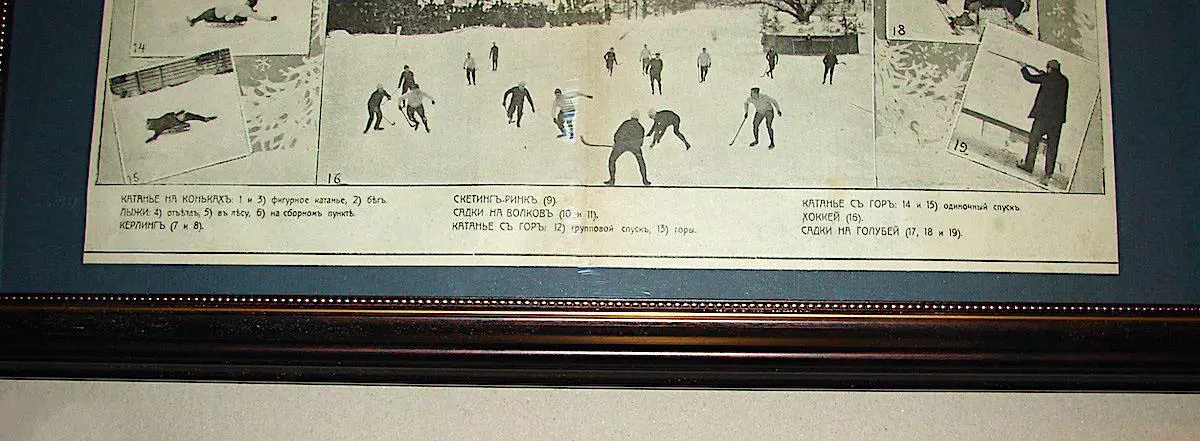 14
18
15
16
19
КАТАНЬЕ НА КОНЬКАХЪ: 1 и 3) фигурное катанье, 2) бѣгъ.
ЛЫЖИ: 4) отъѣздъ, 5) въ лѣсу, 6) на сборномъ пунктѣ.
КЕРЛИНГЪ (7 и 8).
СКЕТИНГЪ-РИНКЪ (9).
САДКИ НА ВОЛКОВЪ (10 и 11).
КАТАНЬЕ СЪ ГОРЪ: 12) групповой спускъ, 13) горы.
КАТАНЬЕ СЪ ГОРЪ: 14 и 15) одиночный спускъ.
ХОККЕЙ (16).
САДКИ НА ГОЛУБЕЙ (17, 18 и 19).